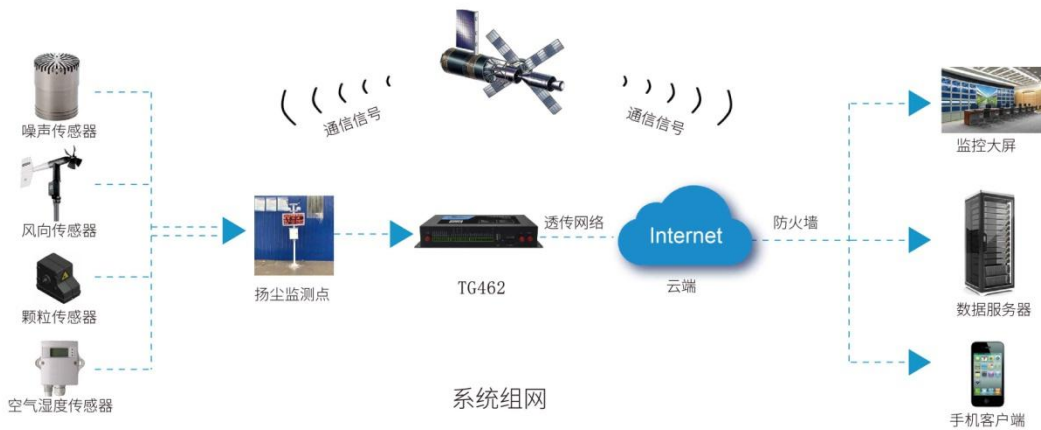 噪声传感器
风向传感器
颗粒传感器
空气湿度传感器
通信信号
通信信号
扬尘监测点
TG462
透传网络
Internet
云端
防火墙
监控大屏
数据服务器
手机客户端
系统组网